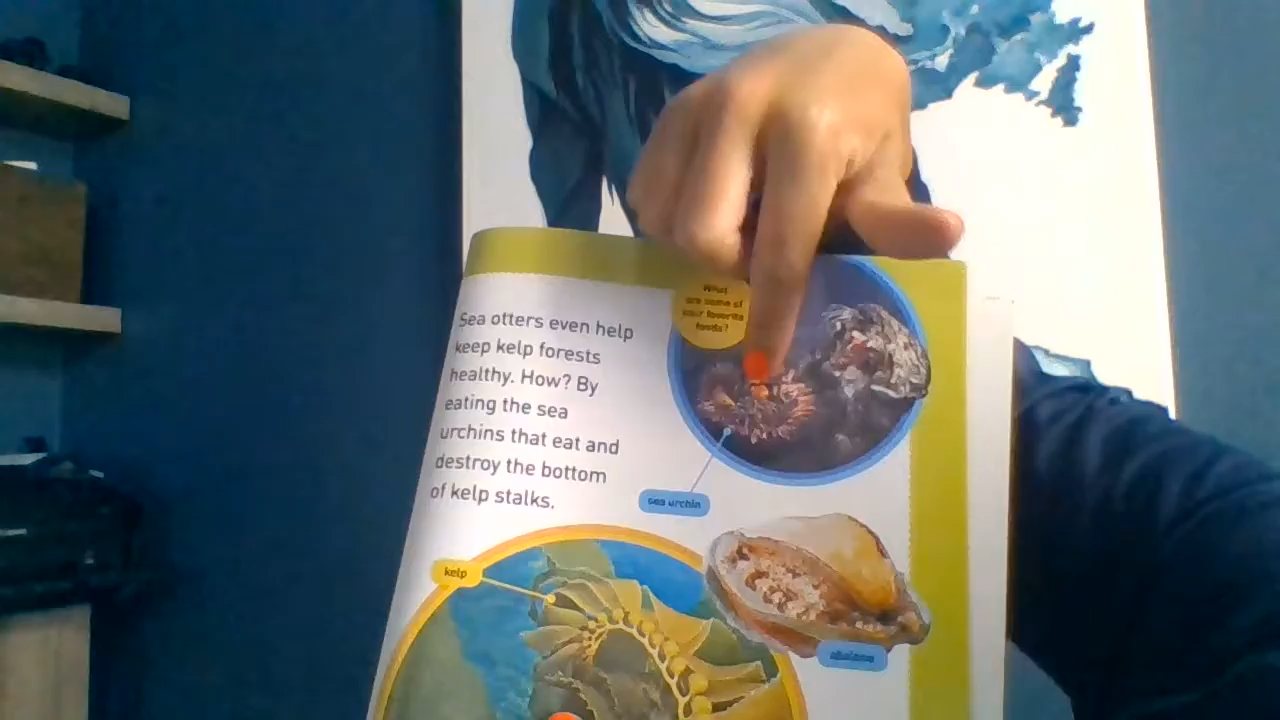 Sea otters even help
keep kelp forests
healthy. How? By
eating the sea
urchins that eat and
destroy the bottom
of kelp stalks.
What
are some of
your favorite
foods?
sea urchin
kelp
abalone